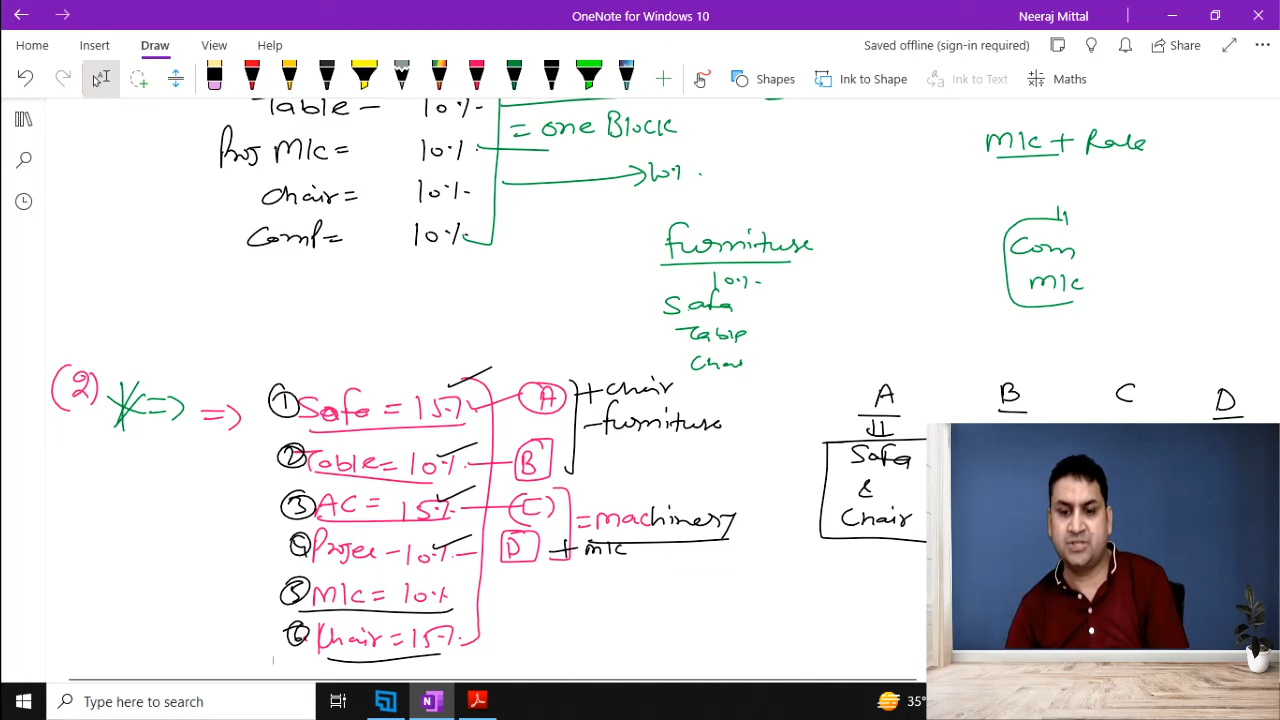 OneNote for Windows 10
Neeraj Mittal
Home Insert Draw View Help
Saved offline (sign-in required)
Share
Shapes
Ink to Shape
Ink to Text
Maths
Table - 10%
= one Block
Proj M/c = 10%
M/c + Rate
10%
Chair = 10%
Comp = 10%
furniture
10%
Sofa
Table
Chai
Com
M/c
(2)
① Sofa = 15% A + chair
- furniture
② Table = 10% B
③ AC = 15% (C) = machinery
④ Projec - 10% D + m/c
⑤ M/c = 10%
⑥ Chair = 15%
A B C D
Sofa
&
Chair
Type here to search
35°